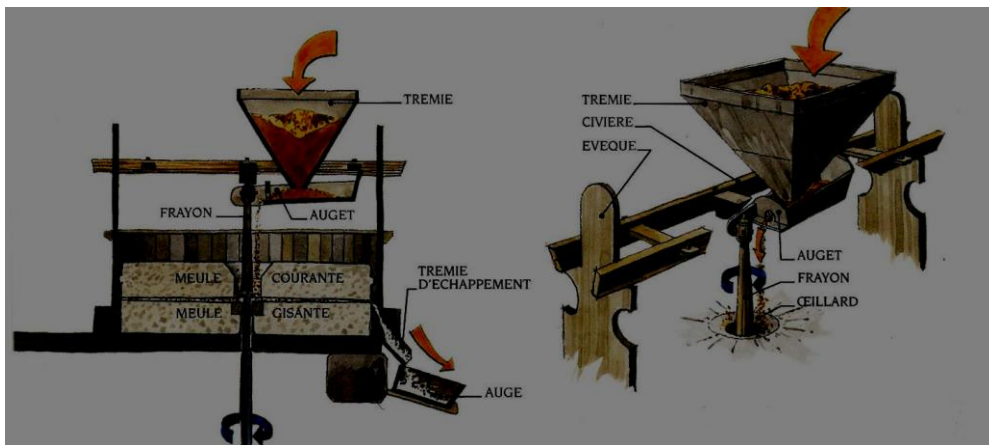 TREMIE
FRAYON
AUGET
MEULE COURANTE
MEULE GISANTE
TREMIE
D'ECHAPPEMENT
AUGE
TREMIE
CIVIERE
EVEQUE
AUGET
FRAYON
ŒILLARD